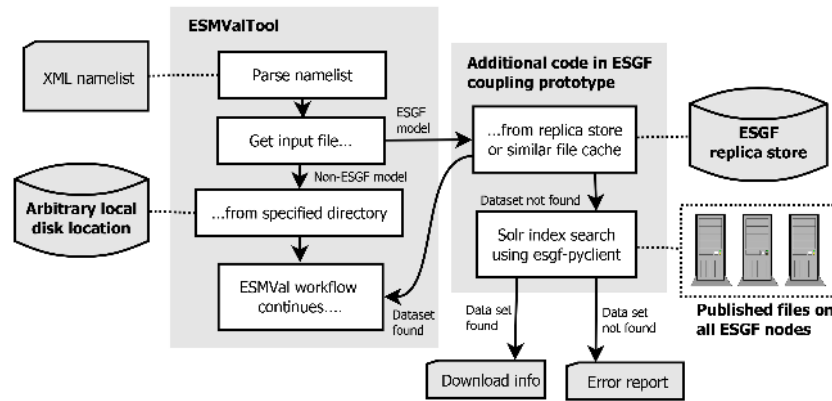 ESMValTool
XML namelist
Parse namelist
Additional code in ESGF
coupling prototype
Get input file...
ESGF
model
...from replica store
or similar file cache
ESGF
replica store
Non-ESGF model
Arbitrary local
disk location
...from specified directory
Dataset not found
Solr index search
using esgf-pyclient
ESMVal workflow
continues....
Dataset
found
Published files on
all ESGF nodes
Data set
found
Data set
not found
Download info
Error report